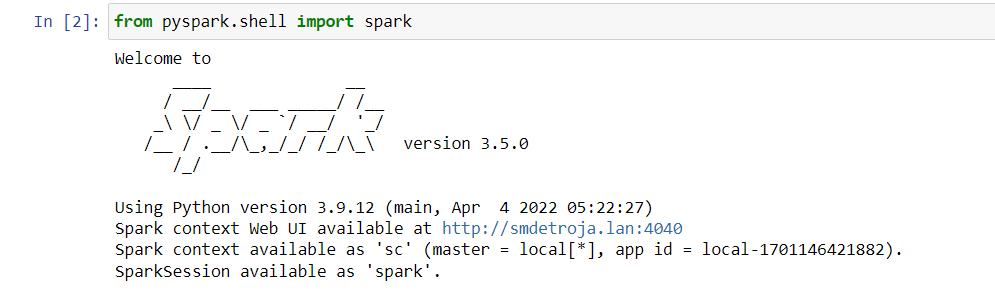 In [2]: from pyspark.shell import spark
Welcome to
      ____              __
     / __/__  ___ _____/ /__
    _\ \/ _ \/ _ `/ __/  '_/
   /__ / .__/\_,_/_/ /_/\_\   version 3.5.0
      /_/
Using Python version 3.9.12 (main, Apr  4 2022 05:22:27)
Spark context Web UI available at http://smdetroja.lan:4040
Spark context available as 'sc' (master = local[*], app id = local-1701146421882).
SparkSession available as 'spark'.